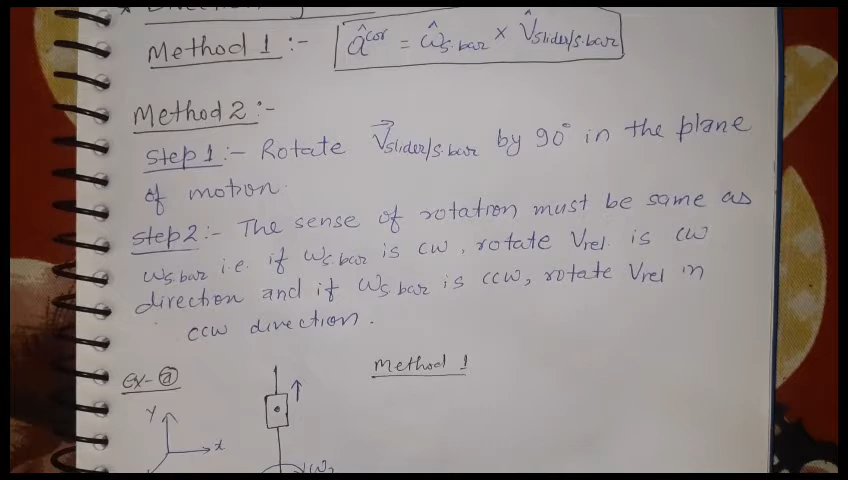 Method 1 :- â^cor = ω̂s.bar × V̂slider/s.bar
Method 2 :-
Step 1 :- Rotate V⃗slider/s.bar by 90° in the plane
of motion.
Step 2 :- The sense of rotation must be same as
ωs.bar i.e. if ωs.bar is cw, rotate Vrel. is cw
direction and if ωs.bar is ccw, rotate Vrel in
ccw direction.
Ex- ⓐ
Method 1
Y
x